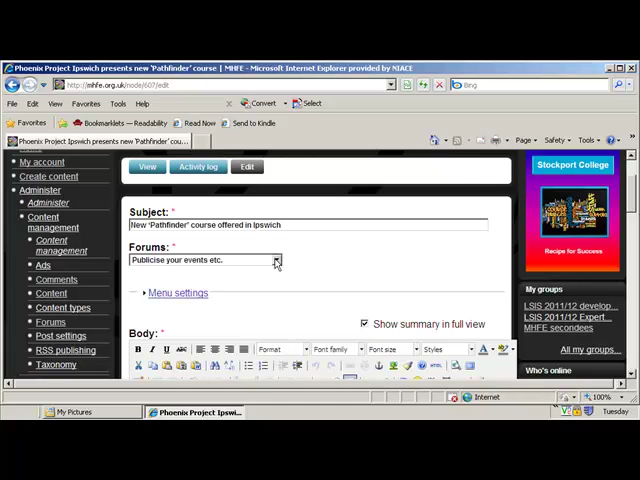 Phoenix Project Ipswich presents new 'Pathfinder' course | MHFE - Microsoft Internet Explorer provided by NIACE
http://mhfe.org.uk/node/607/edit
Bing
File Edit View Favorites Tools Help
Convert Select
Favorites Bookmarklets — Readability Read Now Send to Kindle
Phoenix Project Ipswich presents new 'Pathfinder' cou...
Page Safety Tools
Home
My account
Create content
Administer
Administer
Content management
Content management
Ads
Comments
Content
Content types
Forums
Post settings
RSS publishing
Taxonomy
View Activity log Edit
Subject: *
New 'Pathfinder' course offered in Ipswich
Forums: *
Publicise your events etc.
Menu settings
Show summary in full view
Body: *
B I U ABC Format Font family Font size Styles A
HTML
Stockport College
Recipe for Success
My groups
LSIS 2011/12 develop...
LSIS 2011/12 Expert...
MHFE secondees
All my groups...
Who's online
Internet 100%
My Pictures Phoenix Project Ipswi... Tuesday